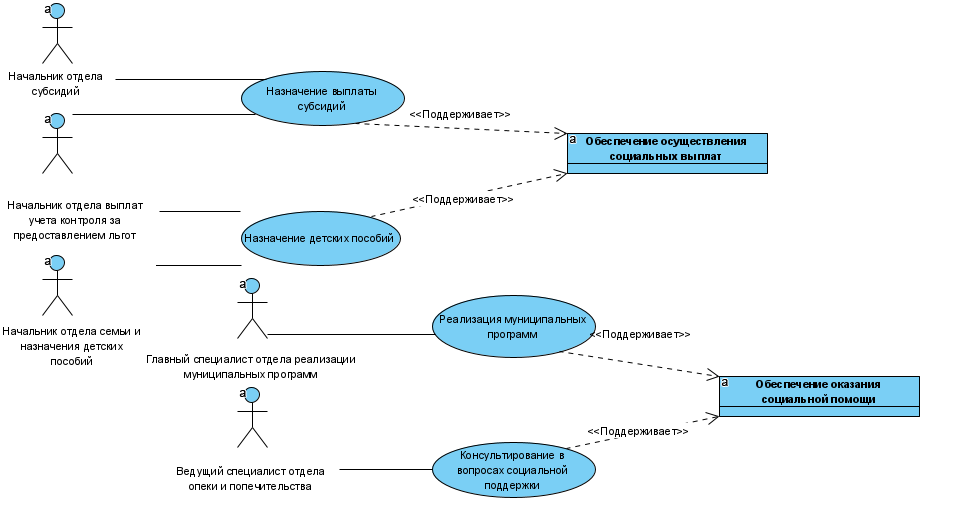 a
Начальник отдела
субсидий
Назначение выплаты
субсидий
<<Поддерживает>>
a
a
Обеспечение осуществления
социальных выплат
Начальник отдела выплат
учета контроля за
предоставлением льгот
<<Поддерживает>>
Назначение детских пособий
a
Начальник отдела семьи и
назначения детских
пособий
a
Главный специалист отдела реализации
муниципальных программ
Реализация муниципальных
программ
<<Поддерживает>>
a
Обеспечение оказания
социальной помощи
a
Ведущий специалист отдела
опеки и попечительства
<<Поддерживает>>
Консультирование в
вопросах социальной
поддержки